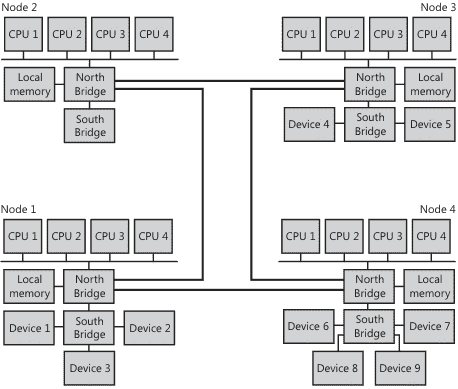 Node 2
CPU 1 CPU 2 CPU 3 CPU 4
Local memory
North Bridge
South Bridge
Node 3
CPU 1 CPU 2 CPU 3 CPU 4
North Bridge
Local memory
Device 4
South Bridge
Device 5
Node 1
CPU 1 CPU 2 CPU 3 CPU 4
Local memory
North Bridge
Device 1
South Bridge
Device 2
Device 3
Node 4
CPU 1 CPU 2 CPU 3 CPU 4
North Bridge
Local memory
Device 6
South Bridge
Device 7
Device 8
Device 9